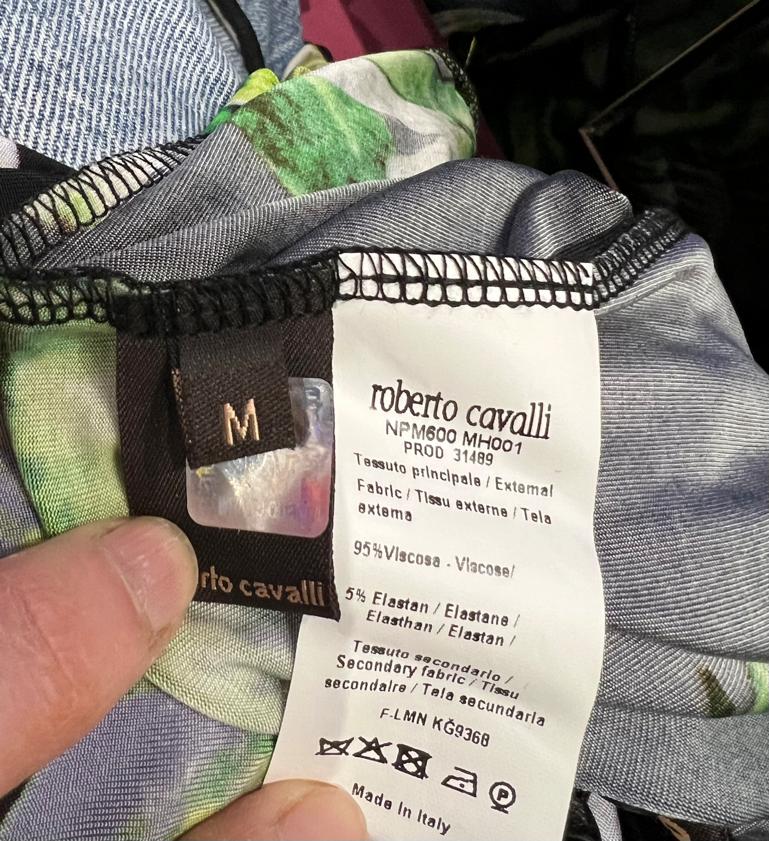 M
rto cavalli
roberto cavalli
NPM600 MH001
PROD 31489
Tessuto principale / External
Fabric / Tissu externe / Tela
externa
95%Viscosa - Viscose/
5% Elastan / Elastane /
Elasthan / Elastan /
Tessuto secondario /
Secondary fabric / Tissu
secondaire / Tela secundaria
F-LMN KG9368
P
Made In Italy